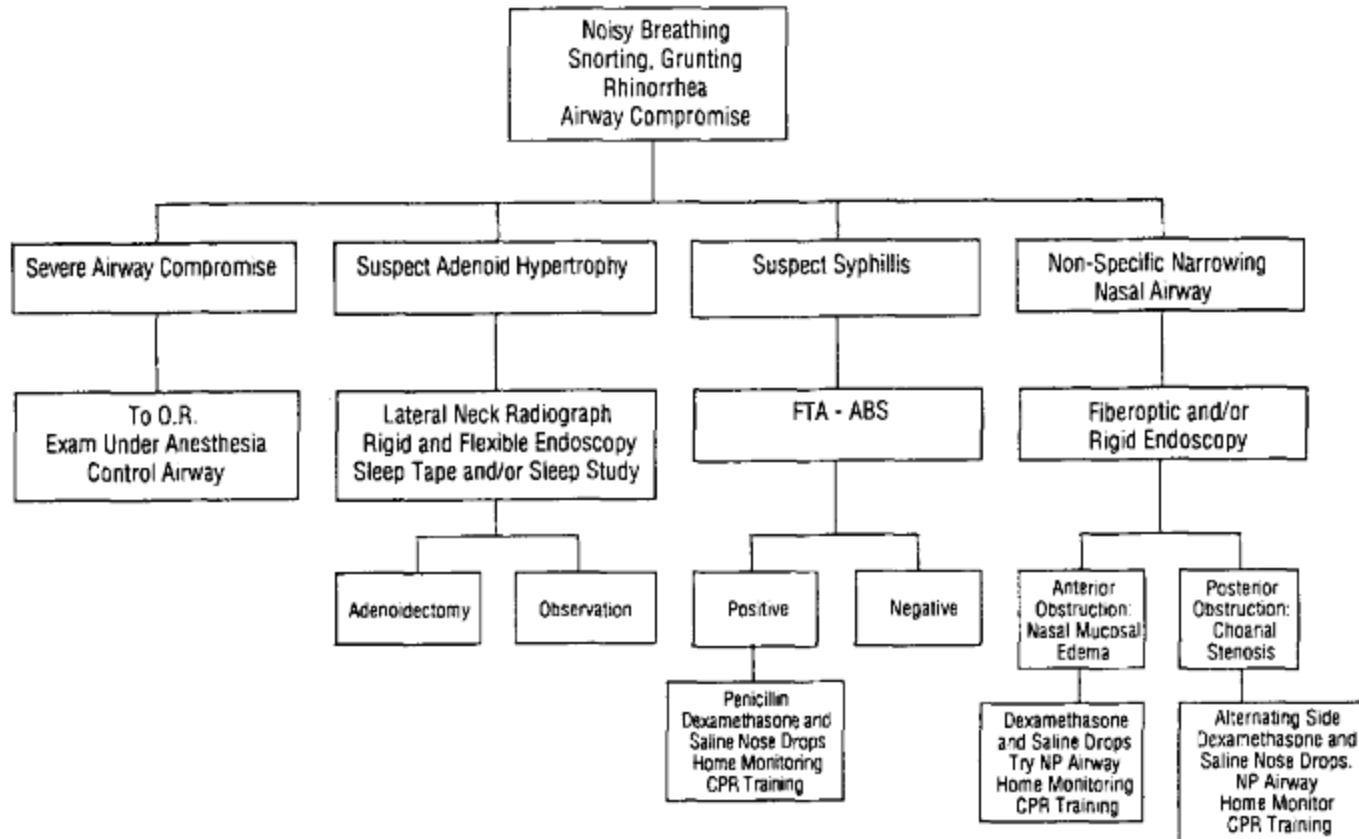 Noisy Breathing
Snorting, Grunting
Rhinorrhea
Airway Compromise
Severe Airway Compromise
Suspect Adenoid Hypertrophy
Suspect Syphillis
Non-Specific Narrowing
Nasal Airway
To O.R.
Exam Under Anesthesia
Control Airway
Lateral Neck Radiograph
Rigid and Flexible Endoscopy
Sleep Tape and/or Sleep Study
FTA - ABS
Fiberoptic and/or
Rigid Endoscopy
Adenoidectomy
Observation
Positive
Negative
Anterior
Obstruction:
Nasal Mucosal
Edema
Posterior
Obstruction:
Choanal
Stenosis
Penicillin
Dexamethasone and
Saline Nose Drops
Home Monitoring
CPR Training
Dexamethasone
and Saline Drops
Try NP Airway
Home Monitoring
CPR Training
Alternating Side
Dexamethasone and
Saline Nose Drops.
NP Airway
Home Monitor
CPR Training